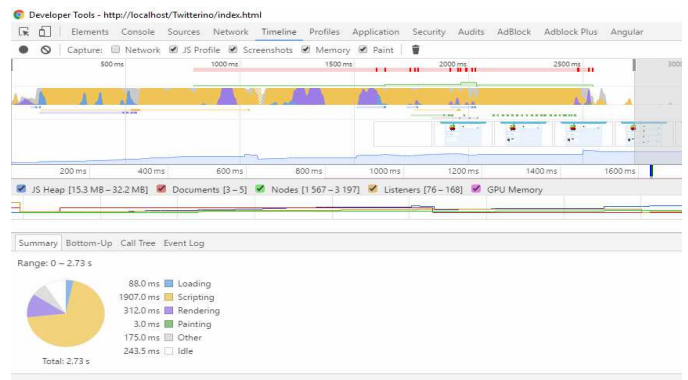 Developer Tools - http://localhost/Twitterino/index.html
Elements Console Sources Network Timeline Profiles Application Security Audits AdBlock Adblock Plus Angular
Capture: Network JS Profile Screenshots Memory Paint
500 ms 1000 ms 1500 ms 2000 ms 2500 ms 3000
200 ms 400 ms 600 ms 800 ms 1000 ms 1200 ms 1400 ms 1600 ms
JS Heap [15.3 MB – 32.2 MB] Documents [3 – 5] Nodes [1 567 – 3 197] Listeners [76 – 168] GPU Memory
Summary Bottom-Up Call Tree Event Log
Range: 0 – 2.73 s
88.0 ms Loading
1907.0 ms Scripting
312.0 ms Rendering
3.0 ms Painting
175.0 ms Other
243.5 ms Idle
Total: 2.73 s